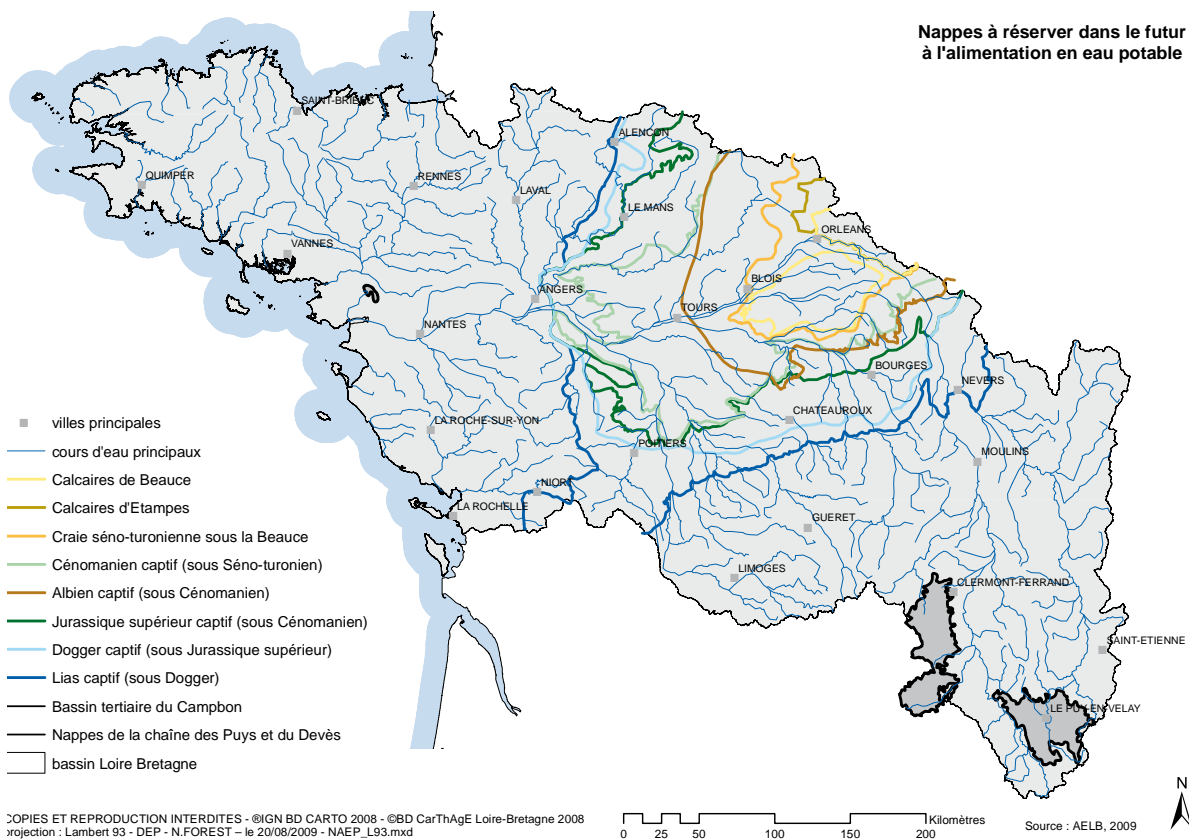 Nappes à réserver dans le futur
à l'alimentation en eau potable
SAINT-BRIEUC
ALENCON
QUIMPER
RENNES
LAVAL
LE MANS
ORLEANS
VANNES
BLOIS
ANGERS
TOURS
NANTES
BOURGES
NEVERS
CHATEAUROUX
LA ROCHE-SUR-YON
POITIERS
MOULINS
NIORT
LA ROCHELLE
GUERET
LIMOGES
CLERMONT-FERRAND
SAINT-ETIENNE
LE PUY-EN-VELAY
villes principales
cours d'eau principaux
Calcaires de Beauce
Calcaires d'Etampes
Craie séno-turonienne sous la Beauce
Cénomanien captif (sous Séno-turonien)
Albien captif (sous Cénomanien)
Jurassique supérieur captif (sous Cénomanien)
Dogger captif (sous Jurassique supérieur)
Lias captif (sous Dogger)
Bassin tertiaire du Campbon
Nappes de la chaîne des Puys et du Devès
bassin Loire Bretagne
COPIES ET REPRODUCTION INTERDITES - ®IGN BD CARTO 2008 - ©BD CarThAgE Loire-Bretagne 2008
projection : Lambert 93 - DEP - N.FOREST – le 20/08/2009 - NAEP_L93.mxd
Kilomètres
0 25 50 100 150 200
Source : AELB, 2009
N